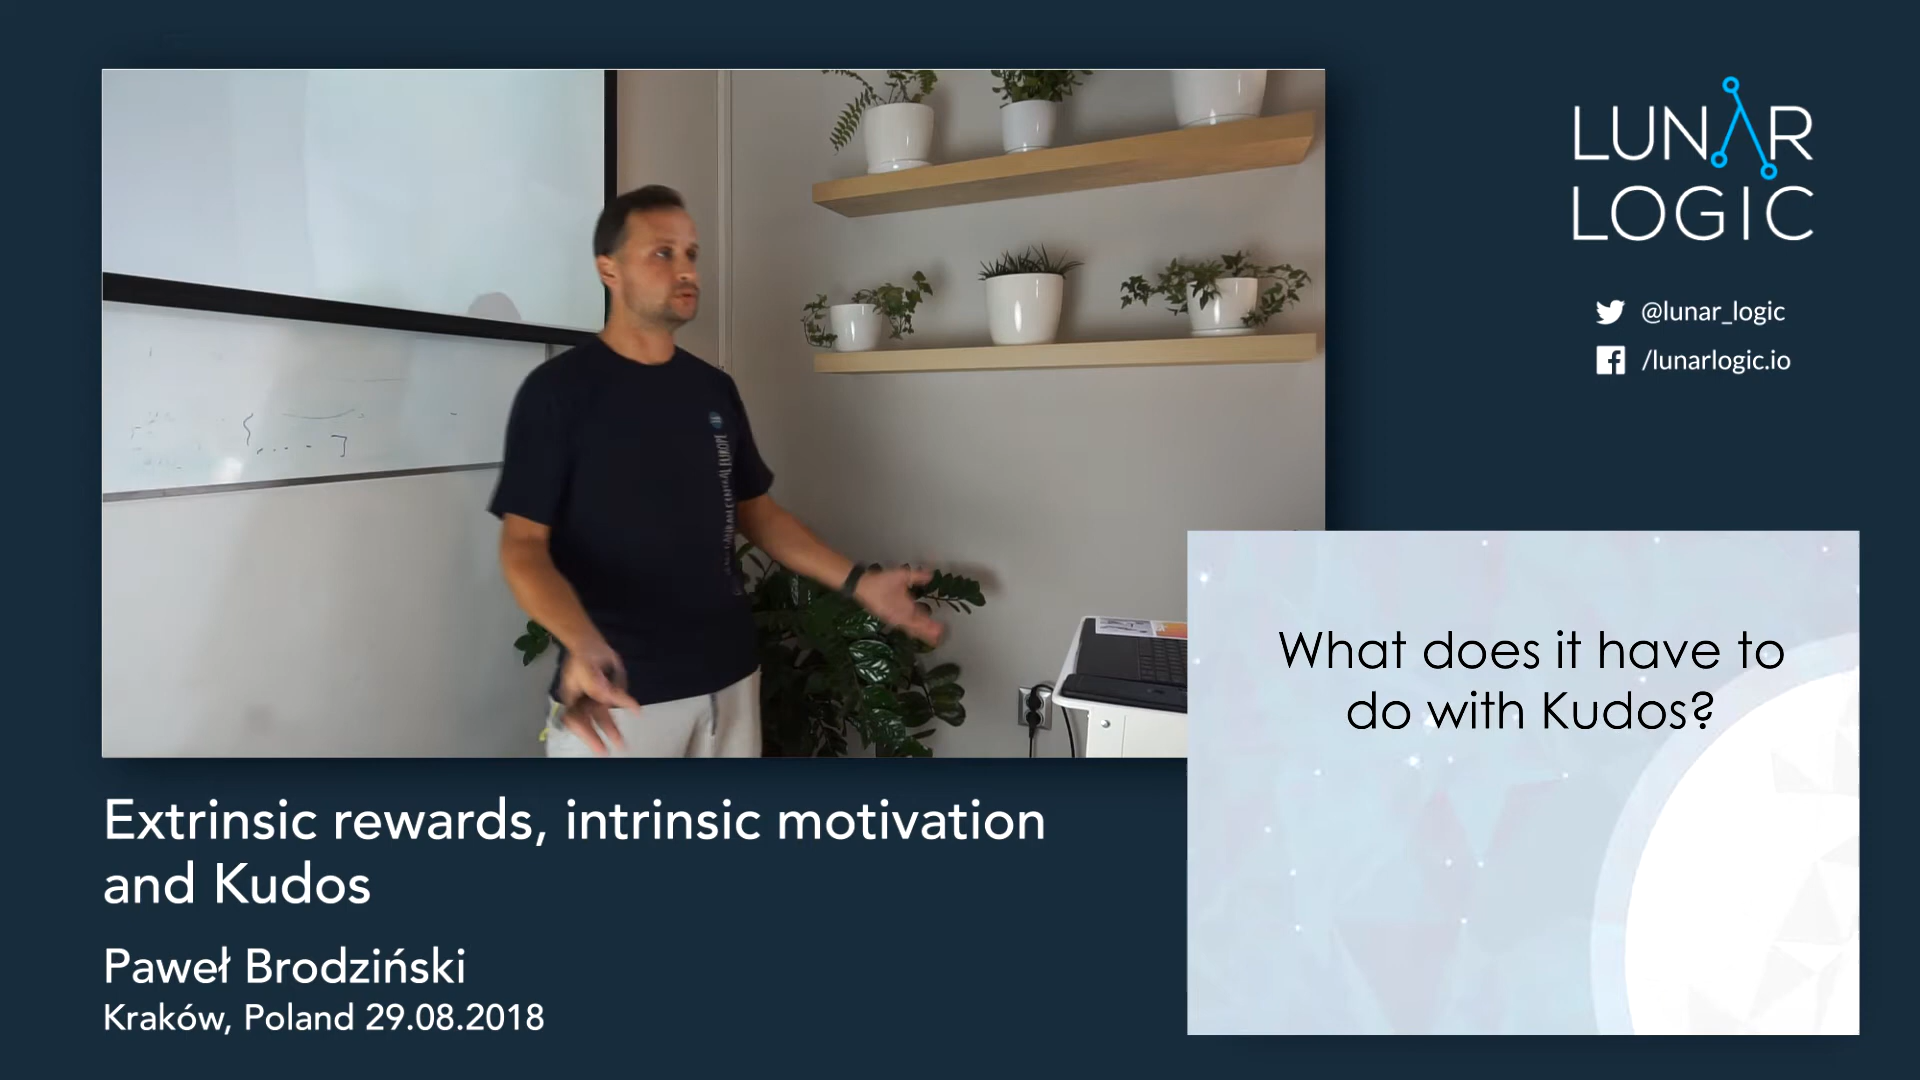 LUNAR
LOGIC
@lunar_logic
/lunarlogic.io
What does it have to
do with Kudos?
Extrinsic rewards, intrinsic motivation
and Kudos
Paweł Brodziński
Kraków, Poland 29.08.2018